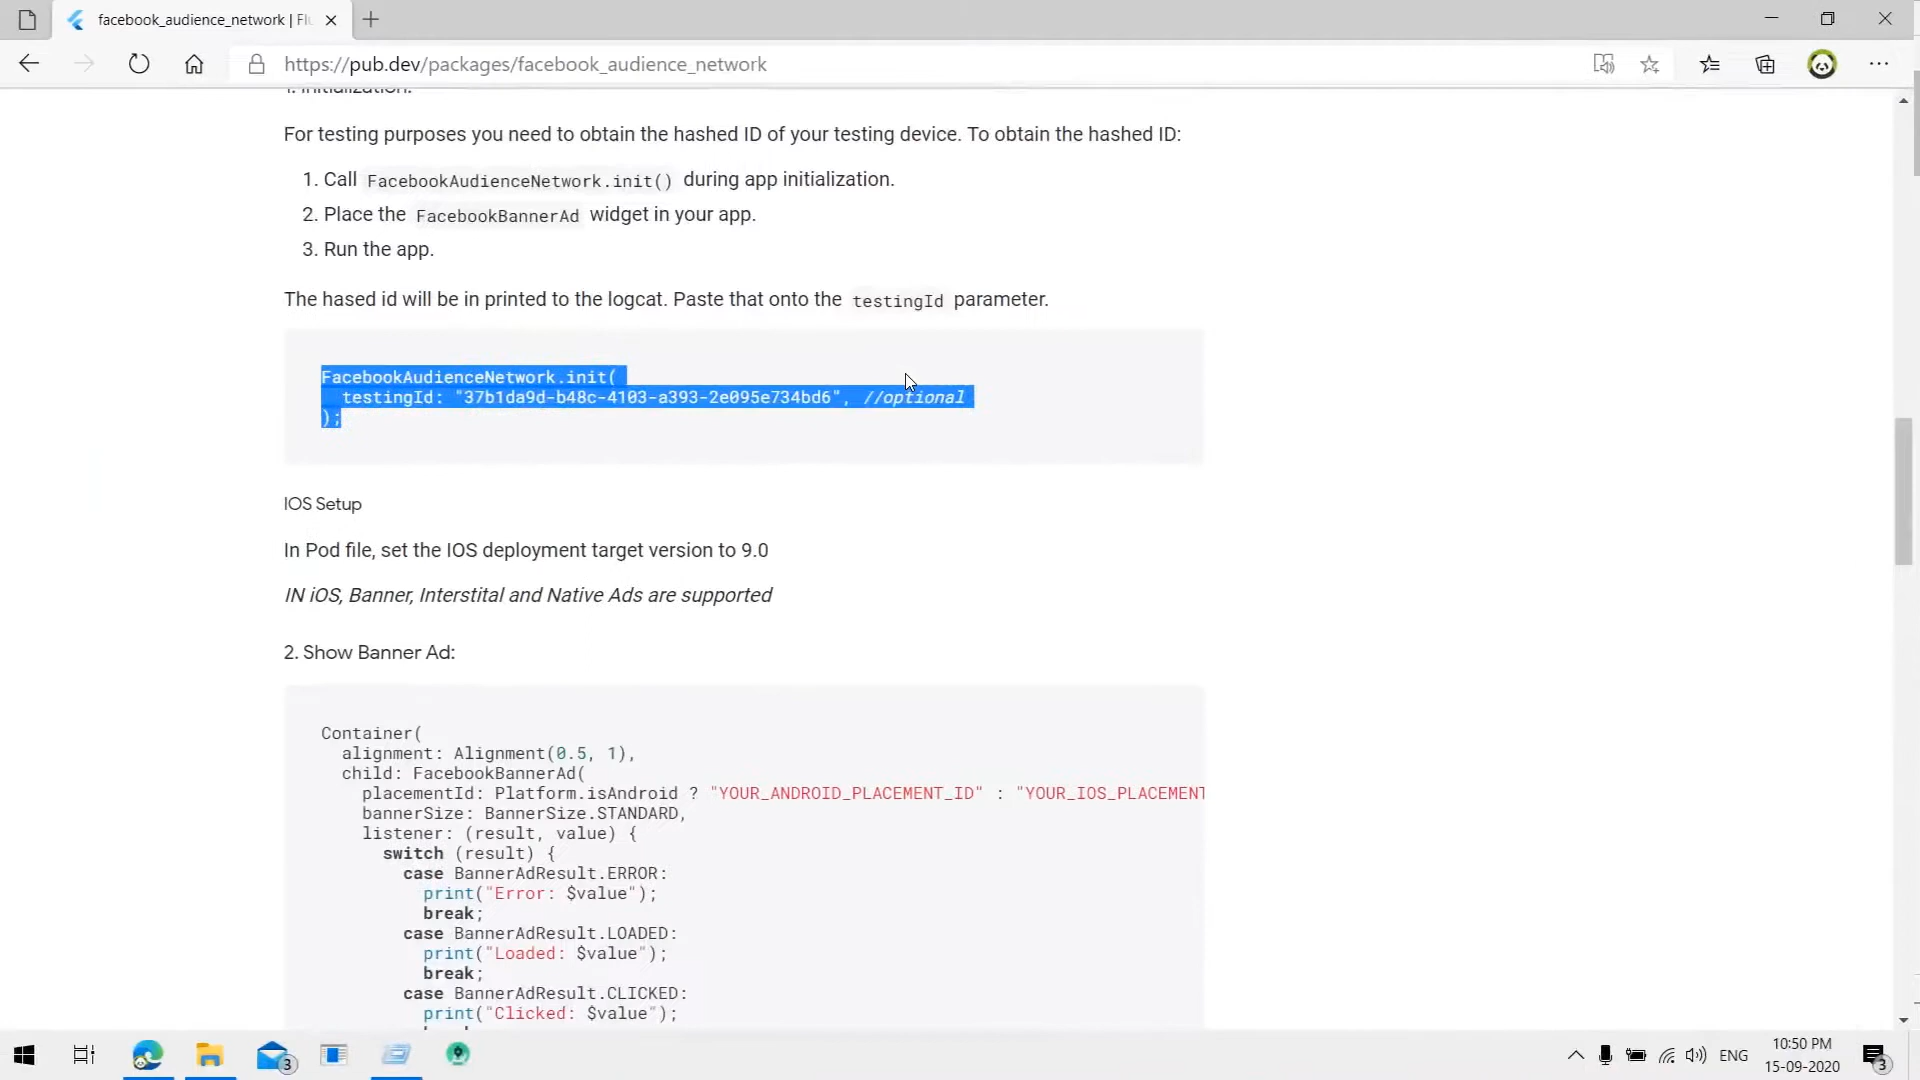 facebook_audience_network | Fl
https://pub.dev/packages/facebook_audience_network
1. Initialization:
For testing purposes you need to obtain the hashed ID of your testing device. To obtain the hashed ID:
1. Call FacebookAudienceNetwork.init() during app initialization.
2. Place the FacebookBannerAd widget in your app.
3. Run the app.
The hased id will be in printed to the logcat. Paste that onto the testingId parameter.
FacebookAudienceNetwork.init(
testingId: "37b1da9d-b48c-4103-a393-2e095e734bd6", //optional
);
IOS Setup
In Pod file, set the IOS deployment target version to 9.0
IN iOS, Banner, Interstital and Native Ads are supported
2. Show Banner Ad:
Container(
alignment: Alignment(0.5, 1),
child: FacebookBannerAd(
placementId: Platform.isAndroid ? "YOUR_ANDROID_PLACEMENT_ID" : "YOUR_IOS_PLACEMENT
bannerSize: BannerSize.STANDARD,
listener: (result, value) {
switch (result) {
case BannerAdResult.ERROR:
print("Error: $value");
break;
case BannerAdResult.LOADED:
print("Loaded: $value");
break;
case BannerAdResult.CLICKED:
print("Clicked: $value");
3
ENG
10:50 PM
15-09-2020
3